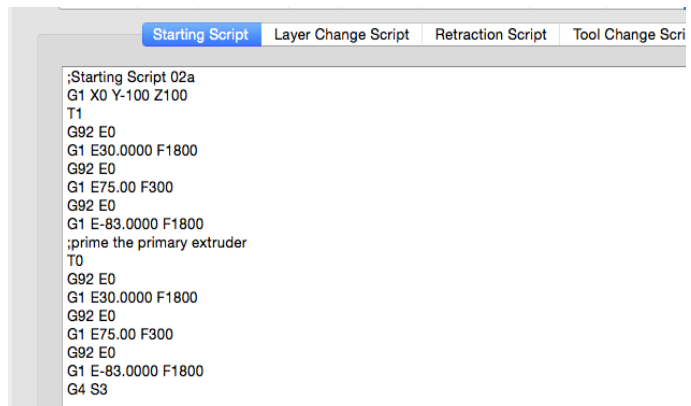 Starting Script Layer Change Script Retraction Script Tool Change Scri
;Starting Script 02a
G1 X0 Y-100 Z100
T1
G92 E0
G1 E30.0000 F1800
G92 E0
G1 E75.00 F300
G92 E0
G1 E-83.0000 F1800
;prime the primary extruder
T0
G92 E0
G1 E30.0000 F1800
G92 E0
G1 E75.00 F300
G92 E0
G1 E-83.0000 F1800
G4 S3